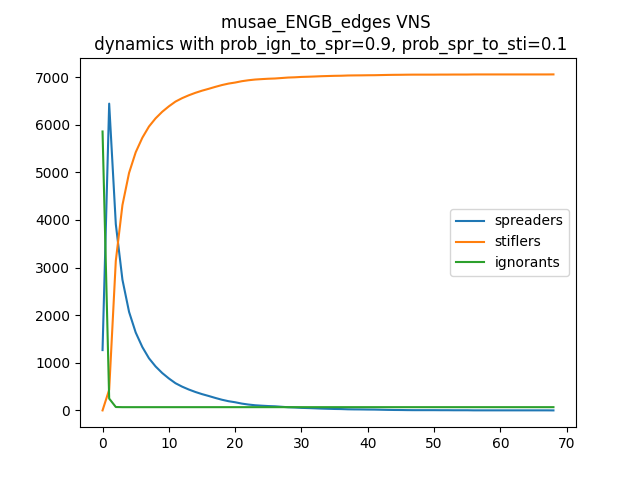 musae_ENGB_edges VNS
dynamics with prob_ign_to_spr=0.9, prob_spr_to_sti=0.1
7000
6000
5000
4000
3000
2000
1000
0
spreaders
stiflers
ignorants
0 10 20 30 40 50 60 70